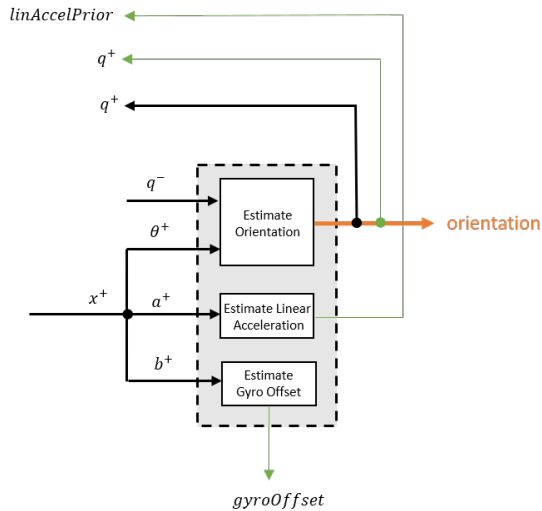 linAccelPrior
q⁺
q⁺
q⁻
Estimate
Orientation
orientation
θ⁺
x⁺
a⁺
Estimate Linear
Acceleration
b⁺
Estimate
Gyro Offset
gyroOffset